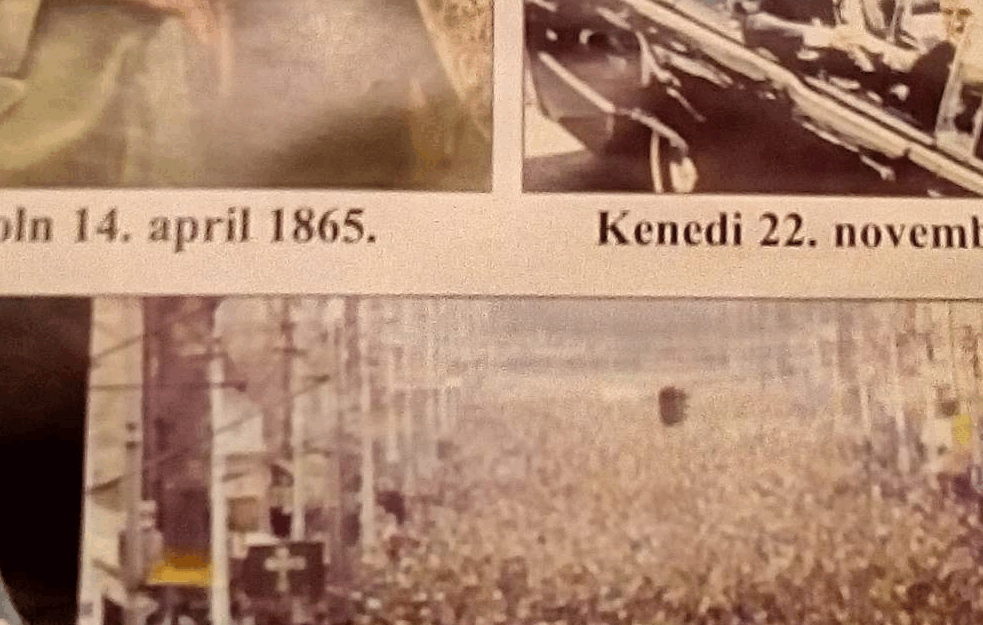 oln 14. april 1865. Kenedi 22. novemb